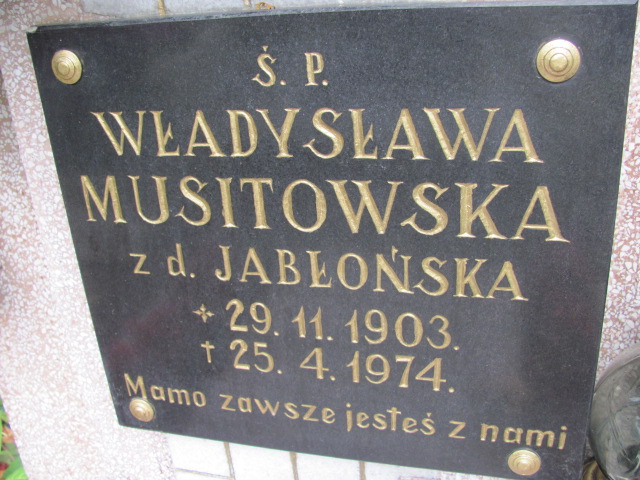 Ś. P.
WŁADYSŁAWA
MUSITOWSKA
z d. JABŁOŃSKA
* 29. 11. 1903.
† 25. 4. 1974.
Mamo zawsze jesteś z nami